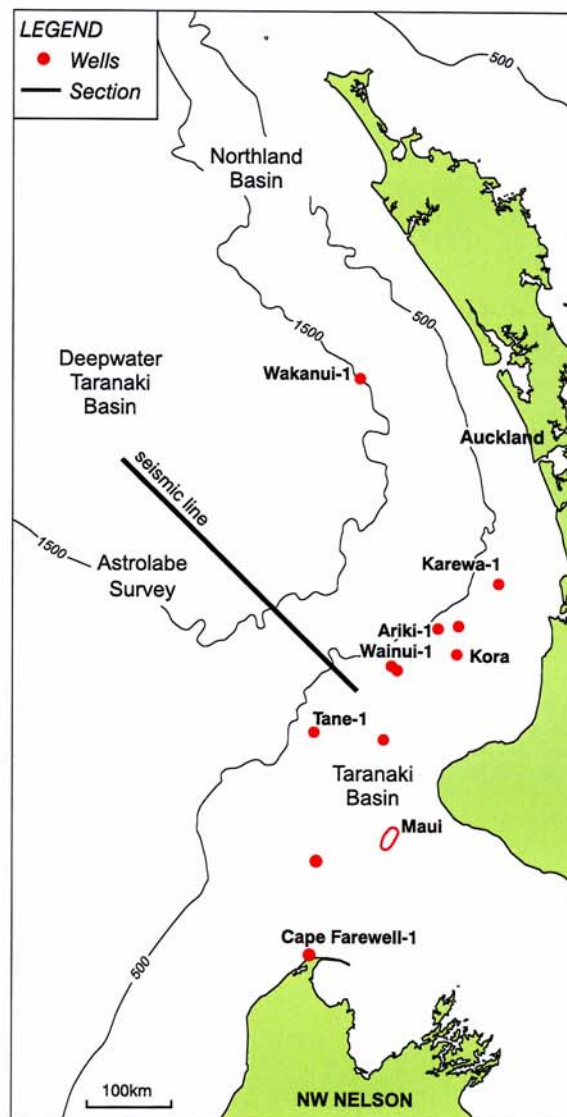 LEGEND
Wells
Section
500
Northland
Basin
1500
500
Deepwater
Taranaki
Basin
Wakanui-1
Auckland
seismic line
1500
Astrolabe
Survey
Karewa-1
Ariki-1
Wainui-1
Kora
Tane-1
Taranaki
Basin
Maui
Cape Farewell-1
500
100km
NW NELSON